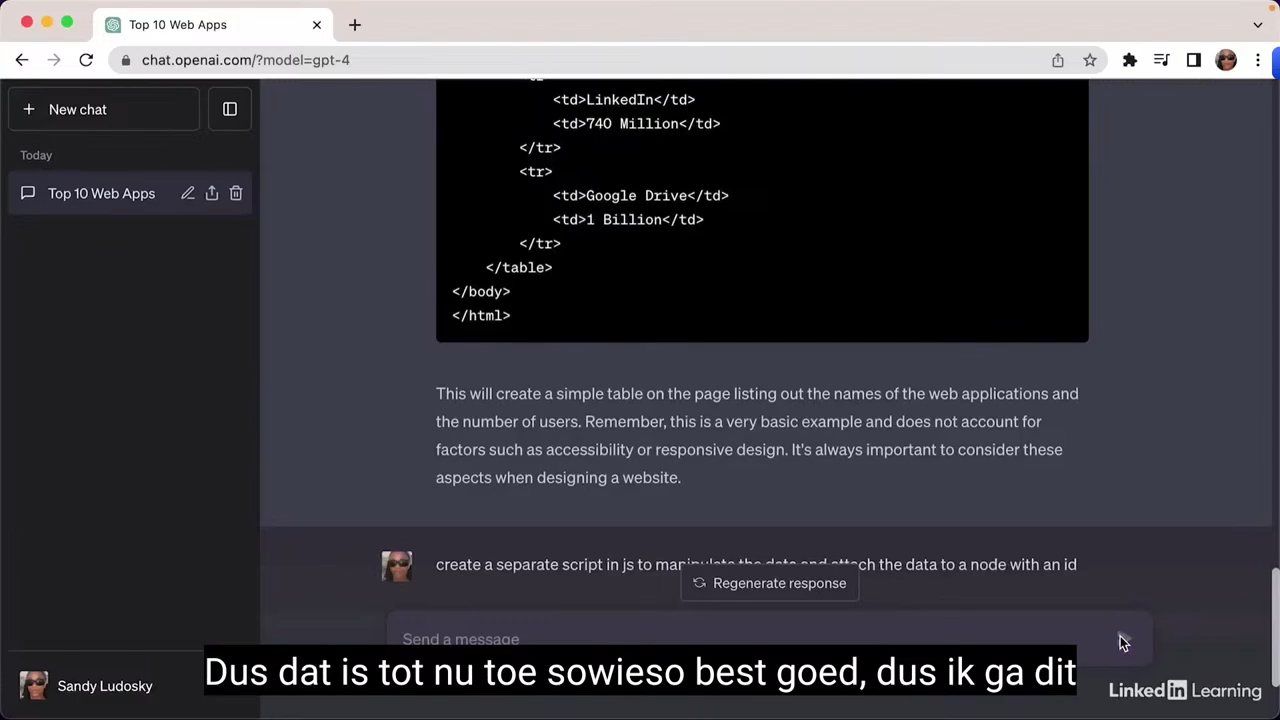 Top 10 Web Apps
chat.openai.com/?model=gpt-4
New chat
Today
Top 10 Web Apps
<td>LinkedIn</td>
<td>740 Million</td>
</tr>
<tr>
<td>Google Drive</td>
<td>1 Billion</td>
</tr>
</table>
</body>
</html>
This will create a simple table on the page listing out the names of the web applications and
the number of users. Remember, this is a very basic example and does not account for
factors such as accessibility or responsive design. It's always important to consider these
aspects when designing a website.
create a separate script in js to manipulate the data and attach the data to a node with an id
Regenerate response
Send a message
Dus dat is tot nu toe sowieso best goed, dus ik ga dit
Sandy Ludosky
LinkedIn Learning